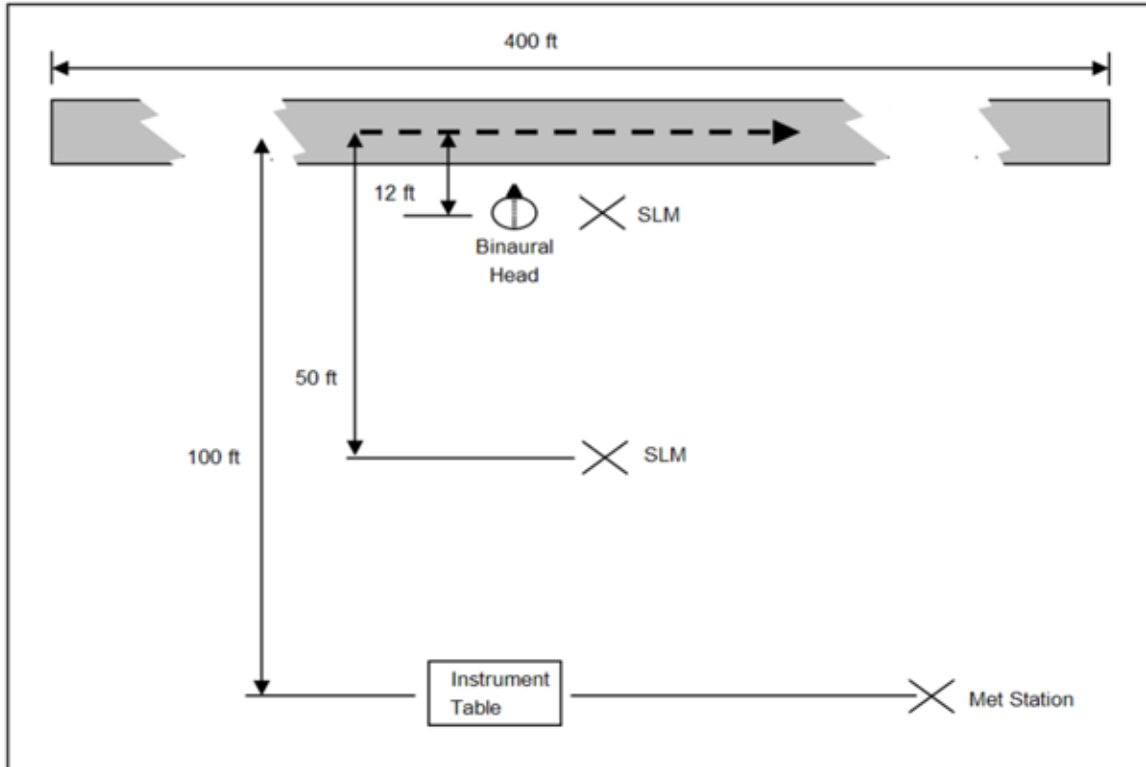 400 ft
12 ft
SLM
Binaural
Head
50 ft
SLM
100 ft
Instrument
Table
Met Station